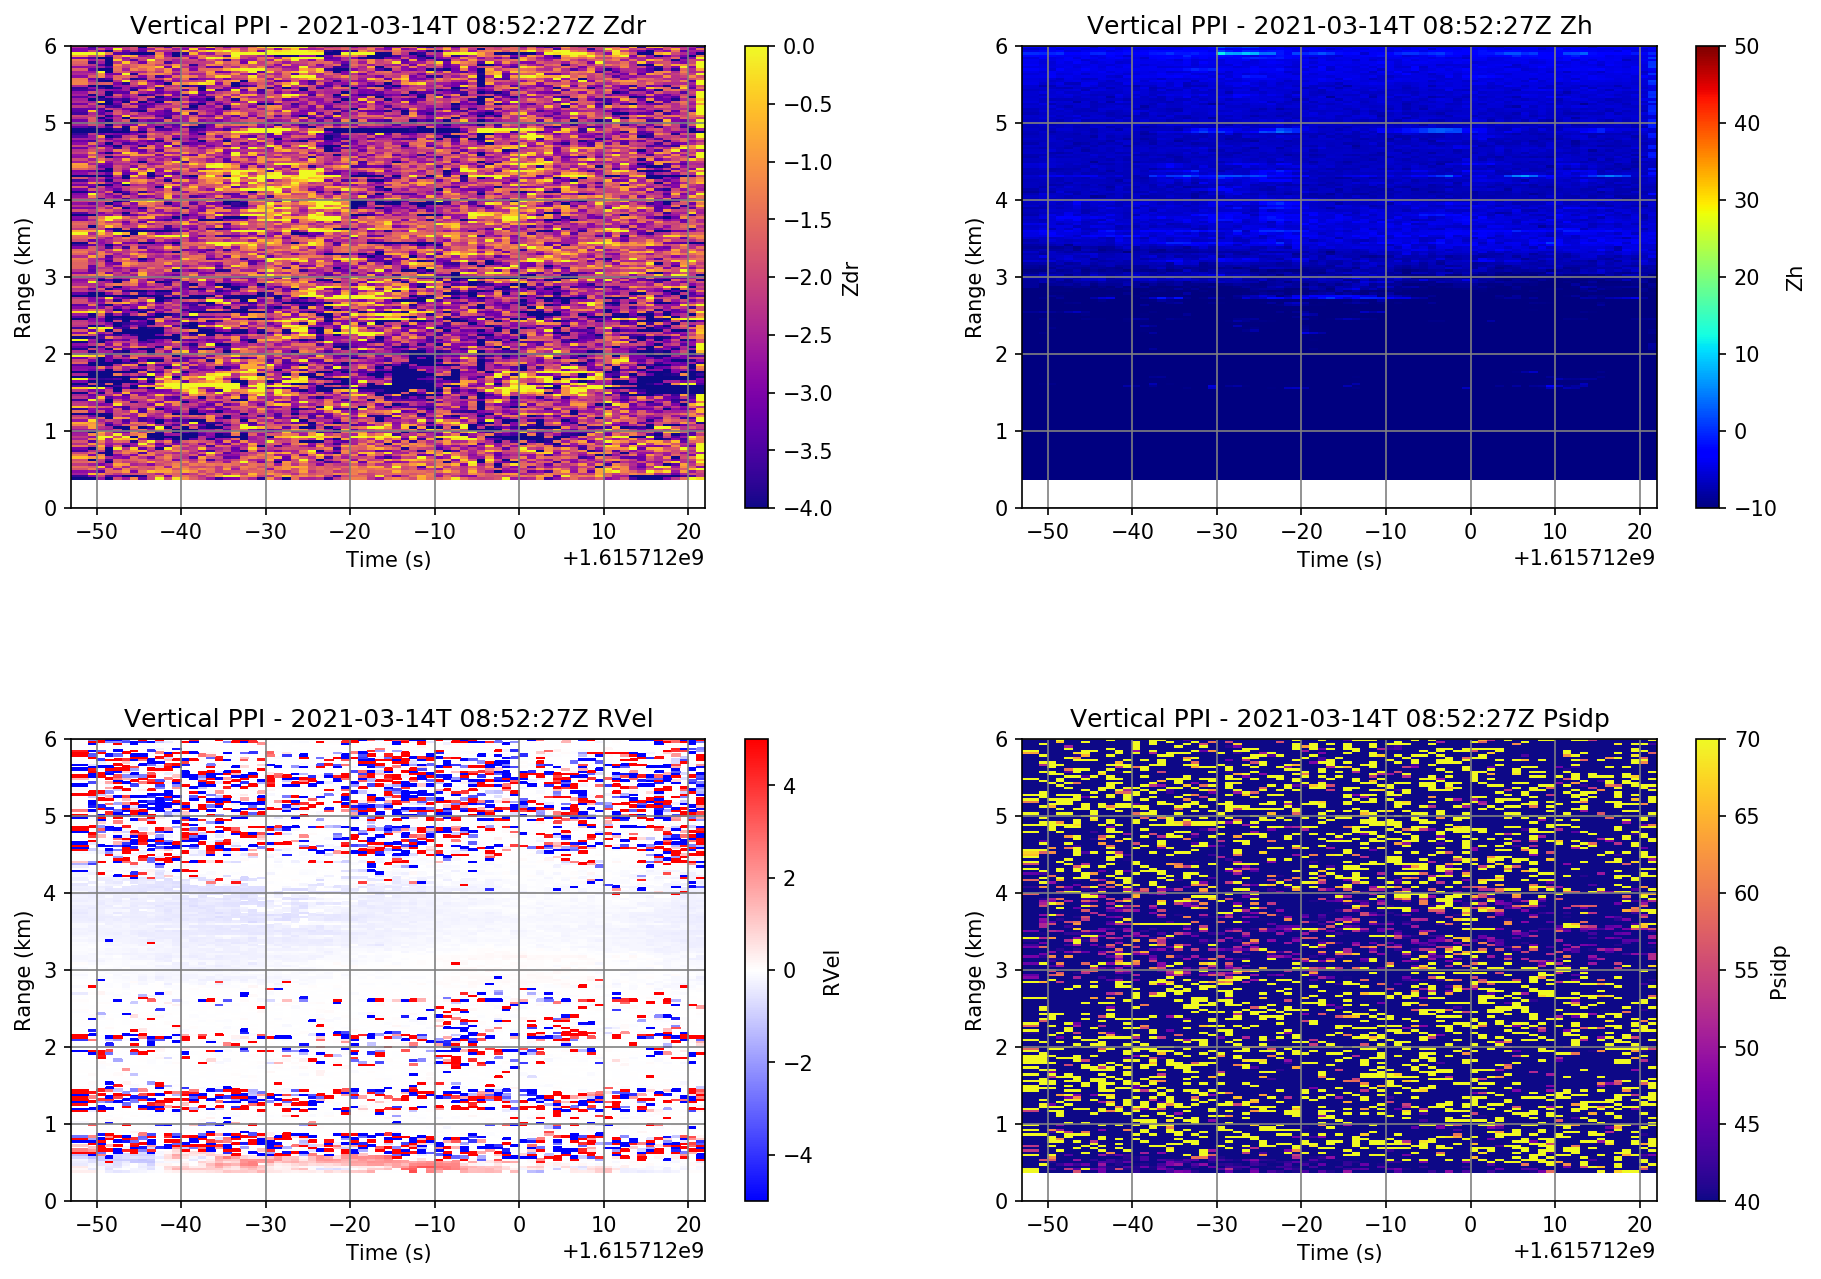 Vertical PPI - 2021-03-14T 08:52:27Z Zdr
6
5
4
3
2
1
0
Range (km)
−50 −40 −30 −20 −10 0 10 20
Time (s)
+1.615712e9
0.0
−0.5
−1.0
−1.5
−2.0
−2.5
−3.0
−3.5
−4.0
Zdr
Vertical PPI - 2021-03-14T 08:52:27Z Zh
6
5
4
3
2
1
0
Range (km)
−50 −40 −30 −20 −10 0 10 20
Time (s)
+1.615712e9
50
40
30
20
10
0
−10
Zh
Vertical PPI - 2021-03-14T 08:52:27Z RVel
6
5
4
3
2
1
0
Range (km)
−50 −40 −30 −20 −10 0 10 20
Time (s)
+1.615712e9
4
2
0
−2
−4
RVel
Vertical PPI - 2021-03-14T 08:52:27Z Psidp
6
5
4
3
2
1
0
Range (km)
−50 −40 −30 −20 −10 0 10 20
Time (s)
+1.615712e9
70
65
60
55
50
45
40
Psidp